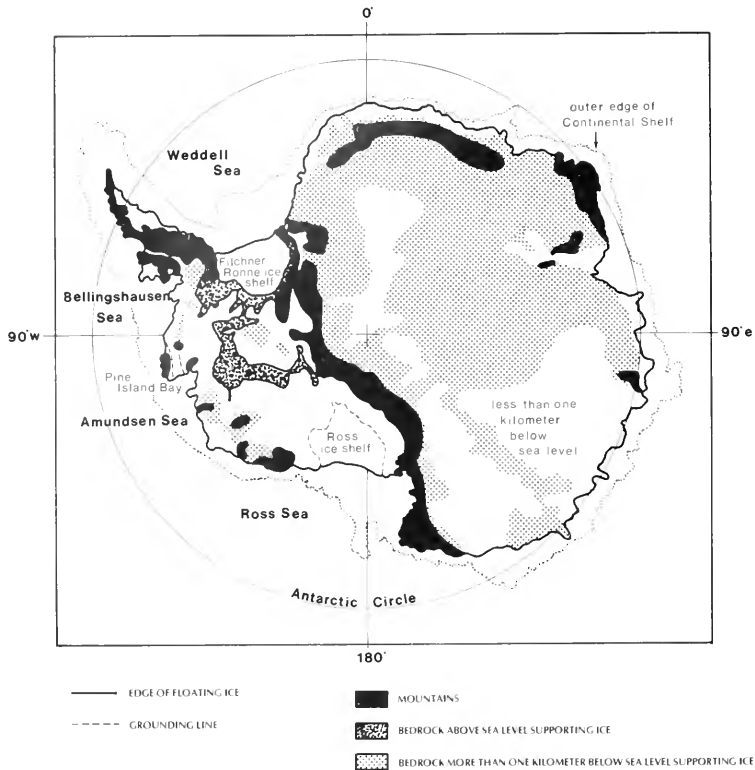 0°
outer edge of
Continental Shelf
Weddell
Sea
Filchner
Ronne ice
shelf
Bellingshausen
Sea
90°w
90°e
Pine
Island Bay
Amundsen Sea
less than one
kilometer
below
sea level
Ross
ice shelf
Ross Sea
Antarctic Circle
180°
EDGE OF FLOATING ICE
GROUNDING LINE
MOUNTAINS
BEDROCK ABOVE SEA LEVEL SUPPORTING ICE
BEDROCK MORE THAN ONE KILOMETER BELOW SEA LEVEL SUPPORTING ICE